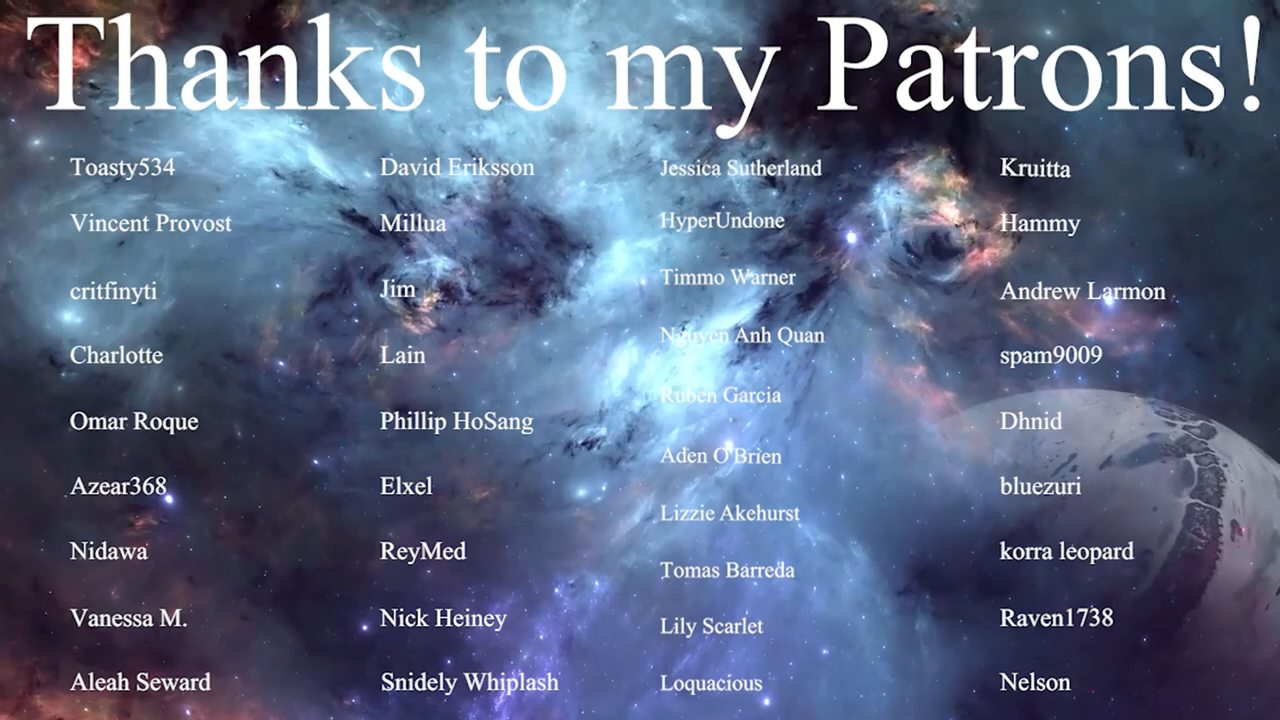 Thanks to my Patrons!
Toasty534
Vincent Provost
critfinyti
Charlotte
Omar Roque
Azear368
Nidawa
Vanessa M.
Aleah Seward
David Eriksson
Millua
Jim
Lain
Phillip HoSang
Elxel
ReyMed
Nick Heiney
Snidely Whiplash
Jessica Sutherland
HyperUndone
Timmo Warner
Nguyen Anh Quan
Ruben Garcia
Aden O'Brien
Lizzie Akehurst
Tomas Barreda
Lily Scarlet
Loquacious
Kruitta
Hammy
Andrew Larmon
spam9009
Dhnid
bluezuri
korra leopard
Raven1738
Nelson